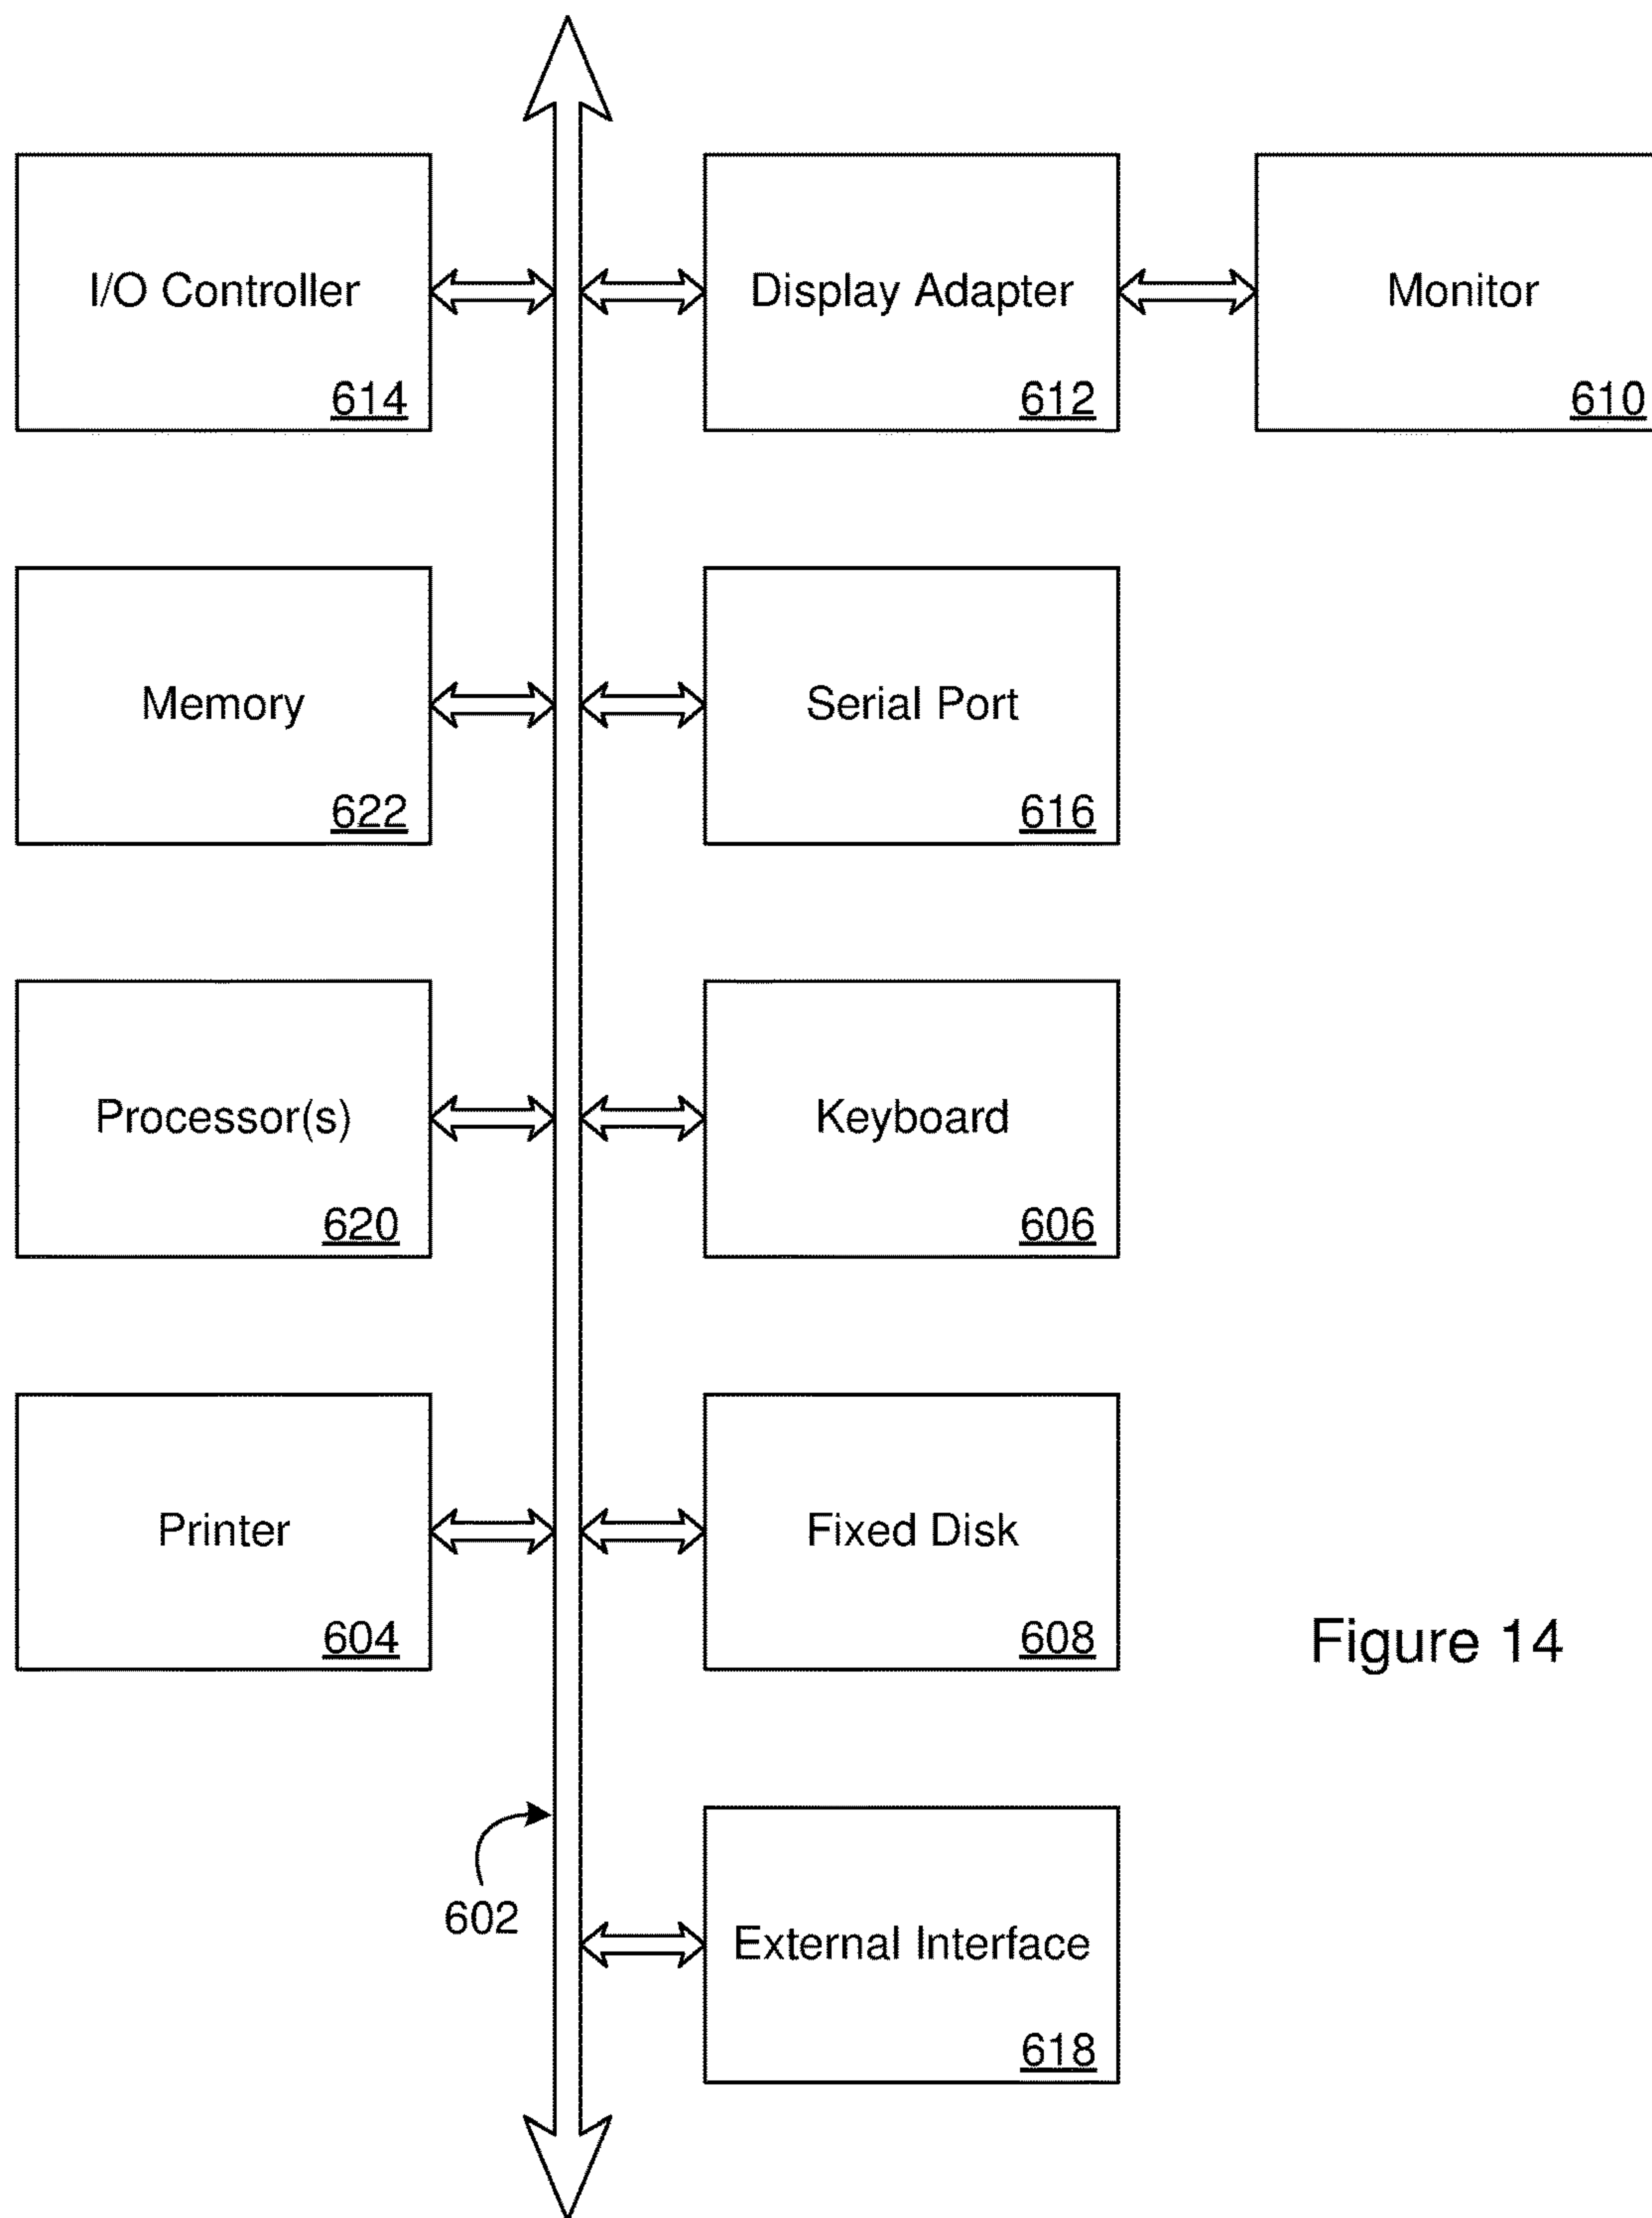 I/O Controller
614
Display Adapter
612
Monitor
610
Memory
622
Serial Port
616
Processor(s)
620
Keyboard
606
Printer
604
Fixed Disk
608
Figure 14
602
External Interface
618